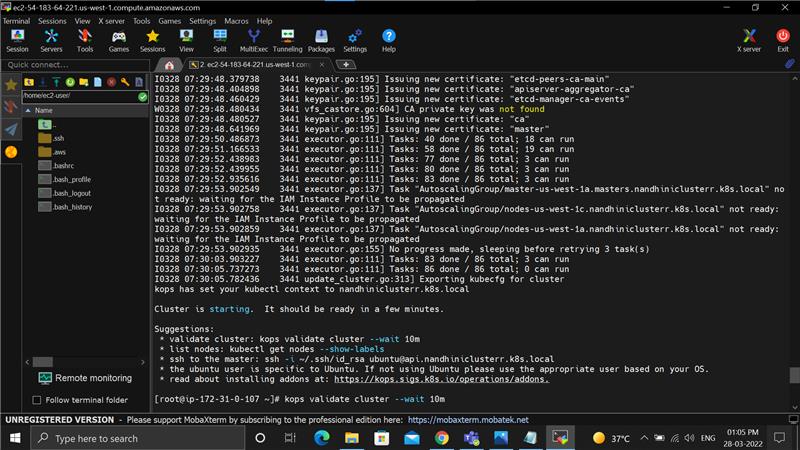 ec2-54-183-64-221.us-west-1.compute.amazonaws.com
Terminal Sessions View X server Tools Games Settings Macros Help
Session Servers Tools Games Sessions View Split MultiExec Tunneling Packages Settings Help X server Exit
Quick connect...
2. ec2-54-183-64-221.us-west-1.comp
/home/ec2-user/
Name
..
.ssh
.aws
.bashrc
.bash_profile
.bash_logout
.bash_history
Remote monitoring
Follow terminal folder
I0328 07:29:48.379738 3441 keypair.go:195] Issuing new certificate: "etcd-peers-ca-main"
I0328 07:29:48.404898 3441 keypair.go:195] Issuing new certificate: "apiserver-aggregator-ca"
I0328 07:29:48.460429 3441 keypair.go:195] Issuing new certificate: "etcd-manager-ca-events"
I0328 07:29:48.480434 3441 vfs_castore.go:604] CA private key was not found
I0328 07:29:48.480527 3441 keypair.go:195] Issuing new certificate: "ca"
I0328 07:29:48.641969 3441 keypair.go:195] Issuing new certificate: "master"
I0328 07:29:50.486873 3441 executor.go:111] Tasks: 40 done / 86 total; 18 can run
I0328 07:29:51.166533 3441 executor.go:111] Tasks: 58 done / 86 total; 19 can run
I0328 07:29:52.438983 3441 executor.go:111] Tasks: 77 done / 86 total; 3 can run
I0328 07:29:52.439955 3441 executor.go:111] Tasks: 80 done / 86 total; 3 can run
I0328 07:29:52.935616 3441 executor.go:111] Tasks: 83 done / 86 total; 3 can run
I0328 07:29:53.902549 3441 executor.go:137] Task "AutoscalingGroup/master-us-west-1a.masters.nandhiniclusterr.k8s.local" no
t ready: waiting for the IAM Instance Profile to be propagated
I0328 07:29:53.902758 3441 executor.go:137] Task "AutoscalingGroup/nodes-us-west-1c.nandhiniclusterr.k8s.local" not ready:
waiting for the IAM Instance Profile to be propagated
I0328 07:29:53.902859 3441 executor.go:137] Task "AutoscalingGroup/nodes-us-west-1a.nandhiniclusterr.k8s.local" not ready:
waiting for the IAM Instance Profile to be propagated
I0328 07:29:53.902935 3441 executor.go:155] No progress made, sleeping before retrying 3 task(s)
I0328 07:30:03.903227 3441 executor.go:111] Tasks: 83 done / 86 total; 3 can run
I0328 07:30:05.737273 3441 executor.go:111] Tasks: 86 done / 86 total; 0 can run
I0328 07:30:05.782436 3441 update_cluster.go:313] Exporting kubecfg for cluster
kops has set your kubectl context to nandhiniclusterr.k8s.local
Cluster is starting. It should be ready in a few minutes.
Suggestions:
* validate cluster: kops validate cluster --wait 10m
* list nodes: kubectl get nodes --show-labels
* ssh to the master: ssh -i ~/.ssh/id_rsa ubuntu@api.nandhiniclusterr.k8s.local
* the ubuntu user is specific to Ubuntu. If not using Ubuntu please use the appropriate user based on your OS.
* read about installing addons at: https://kops.sigs.k8s.io/operations/addons.
[root@ip-172-31-0-107 ~]# kops validate cluster --wait 10m
UNREGISTERED VERSION - Please support MobaXterm by subscribing to the professional edition here: https://mobaxterm.mobatek.net
Type here to search
37°C
ENG
01:05 PM
28-03-2022